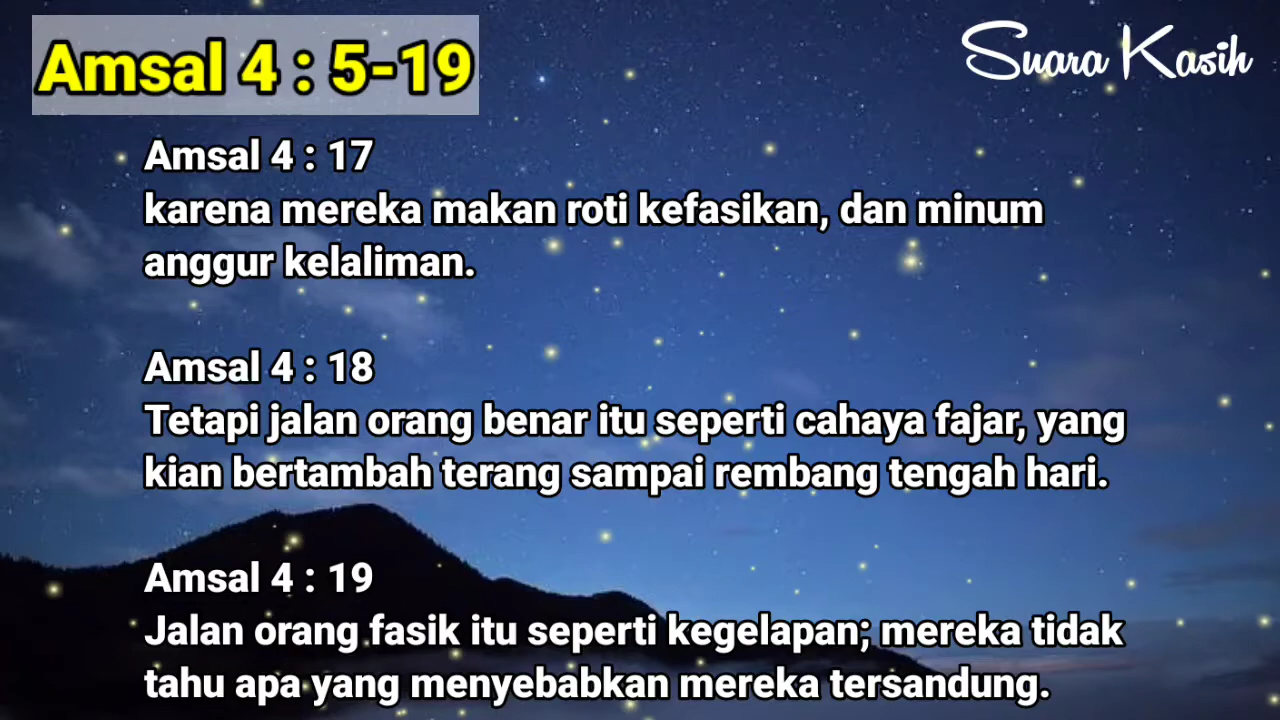 Amsal 4 : 5-19
Suara Kasih
Amsal 4 : 17
karena mereka makan roti kefasikan, dan minum
anggur kelaliman.
Amsal 4 : 18
Tetapi jalan orang benar itu seperti cahaya fajar, yang
kian bertambah terang sampai rembang tengah hari.
Amsal 4 : 19
Jalan orang fasik itu seperti kegelapan; mereka tidak
tahu apa yang menyebabkan mereka tersandung.